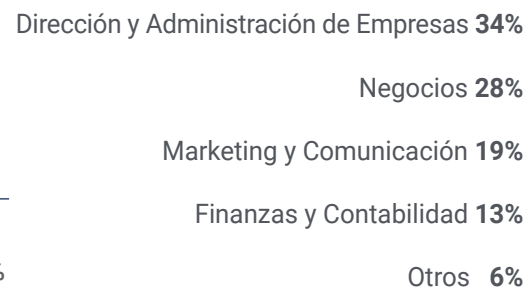 Dirección y Administración de Empresas 34%
Negocios 28%
Marketing y Comunicación 19%
Finanzas y Contabilidad 13%
Otros 6%
%